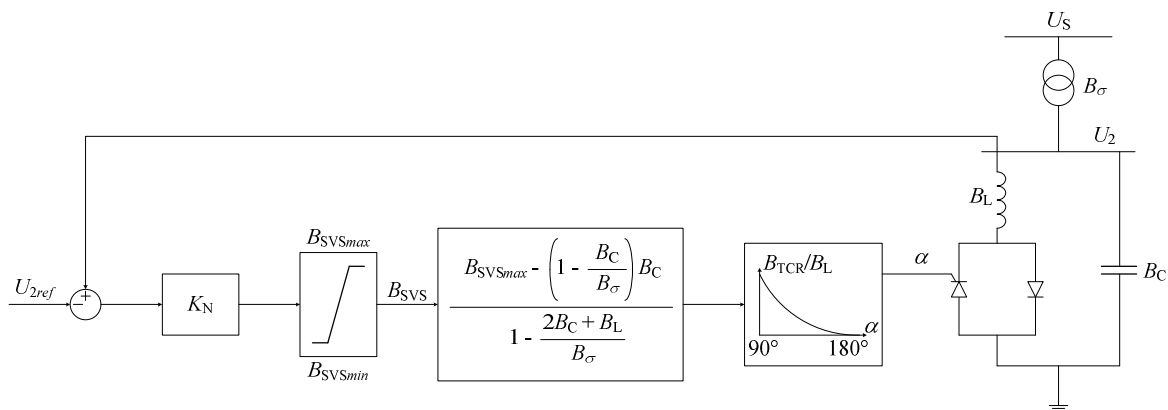 U_S
B_σ
U_2
B_L
B_SVSmax
B_SVSmax - (1 - B_C/B_σ) B_C
B_TCR/B_L
α
U_2ref
+
−
K_N
B_SVS
1 - (2B_C + B_L)/B_σ
α
90°
180°
B_C
B_SVSmin